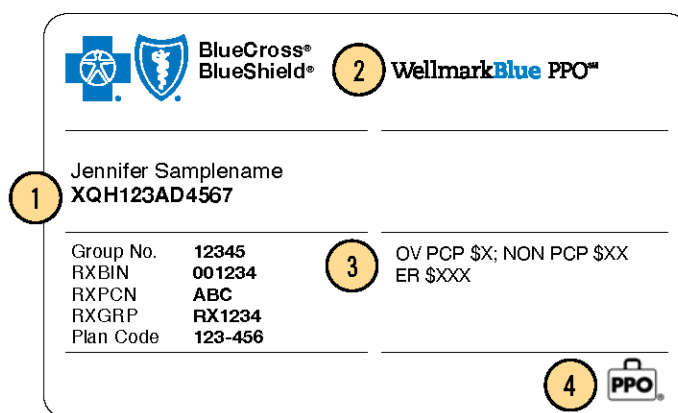 BlueCross®
BlueShield®
2
WellmarkBlue PPO℠
Jennifer Samplename
1
XQH123AD4567
Group No. 12345
RXBIN 001234
RXPCN ABC
RXGRP RX1234
Plan Code 123-456
3
OV PCP $X; NON PCP $XX
ER $XXX
4
PPO®